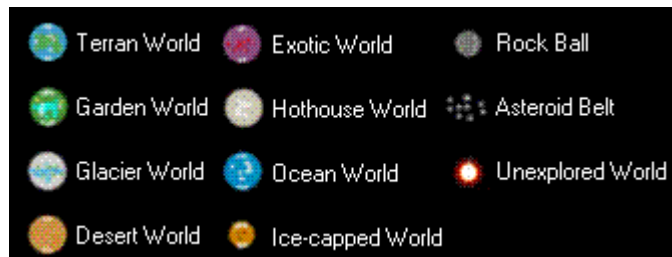 Terran World
Exotic World
Rock Ball
Garden World
Hothouse World
Asteroid Belt
Glacier World
Ocean World
Unexplored World
Desert World
Ice-capped World